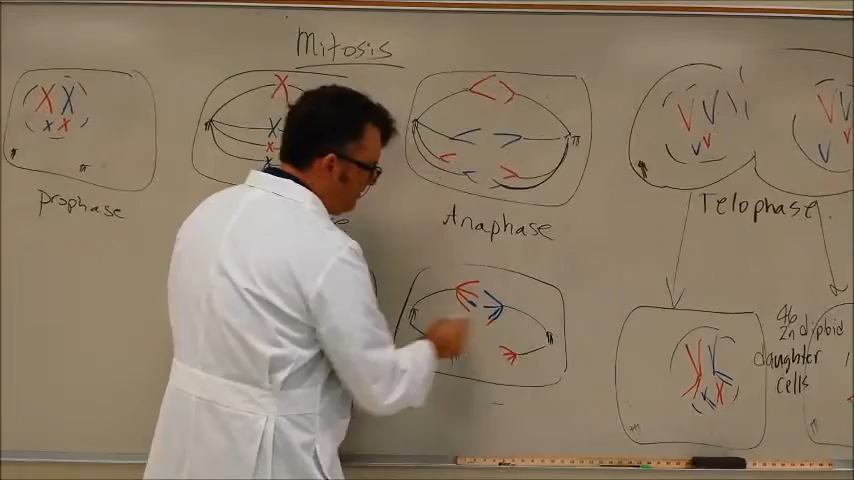 Mitosis
Prophase
Anaphase
Telophase
46
2n diploid
daughter
cells